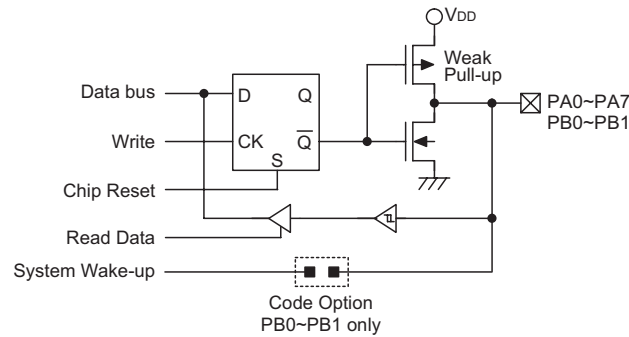 VDD
Weak
Pull-up
Data bus
D
Q
PA0~PA7
PB0~PB1
Write
CK
Q̅
S
Chip Reset
Read Data
System Wake-up
Code Option
PB0~PB1 only